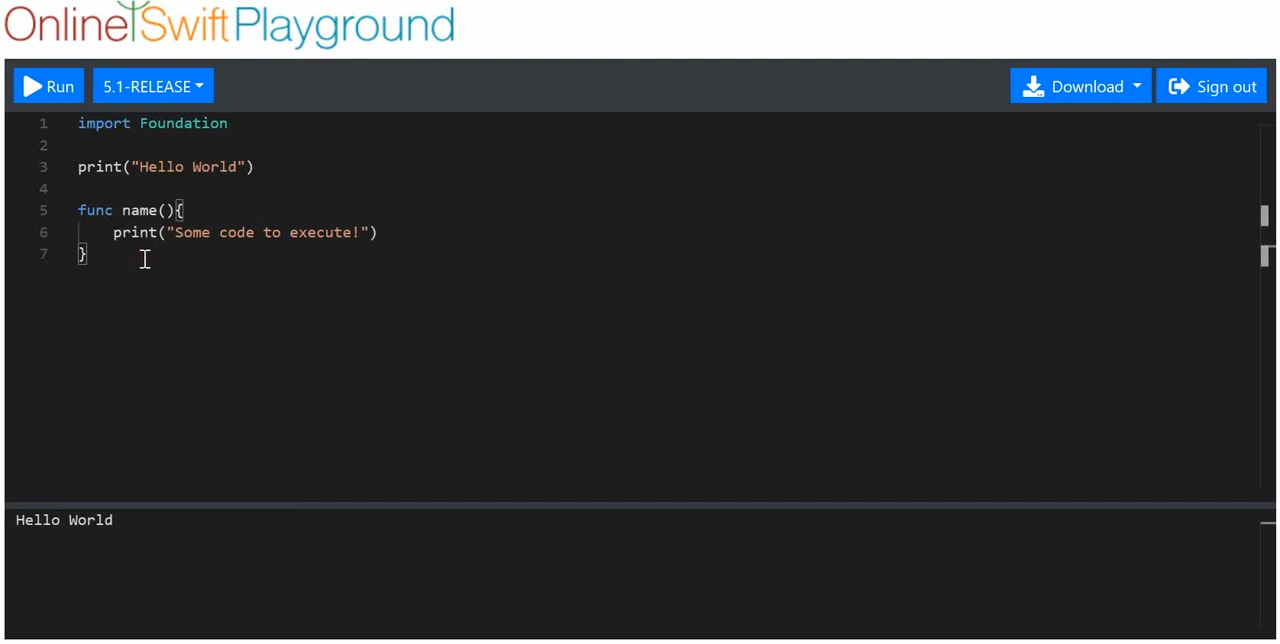 Online Swift Playground
Run 5.1-RELEASE Download Sign out
1 import Foundation
2
3 print("Hello World")
4
5 func name(){
6 print("Some code to execute!")
7 }
Hello World